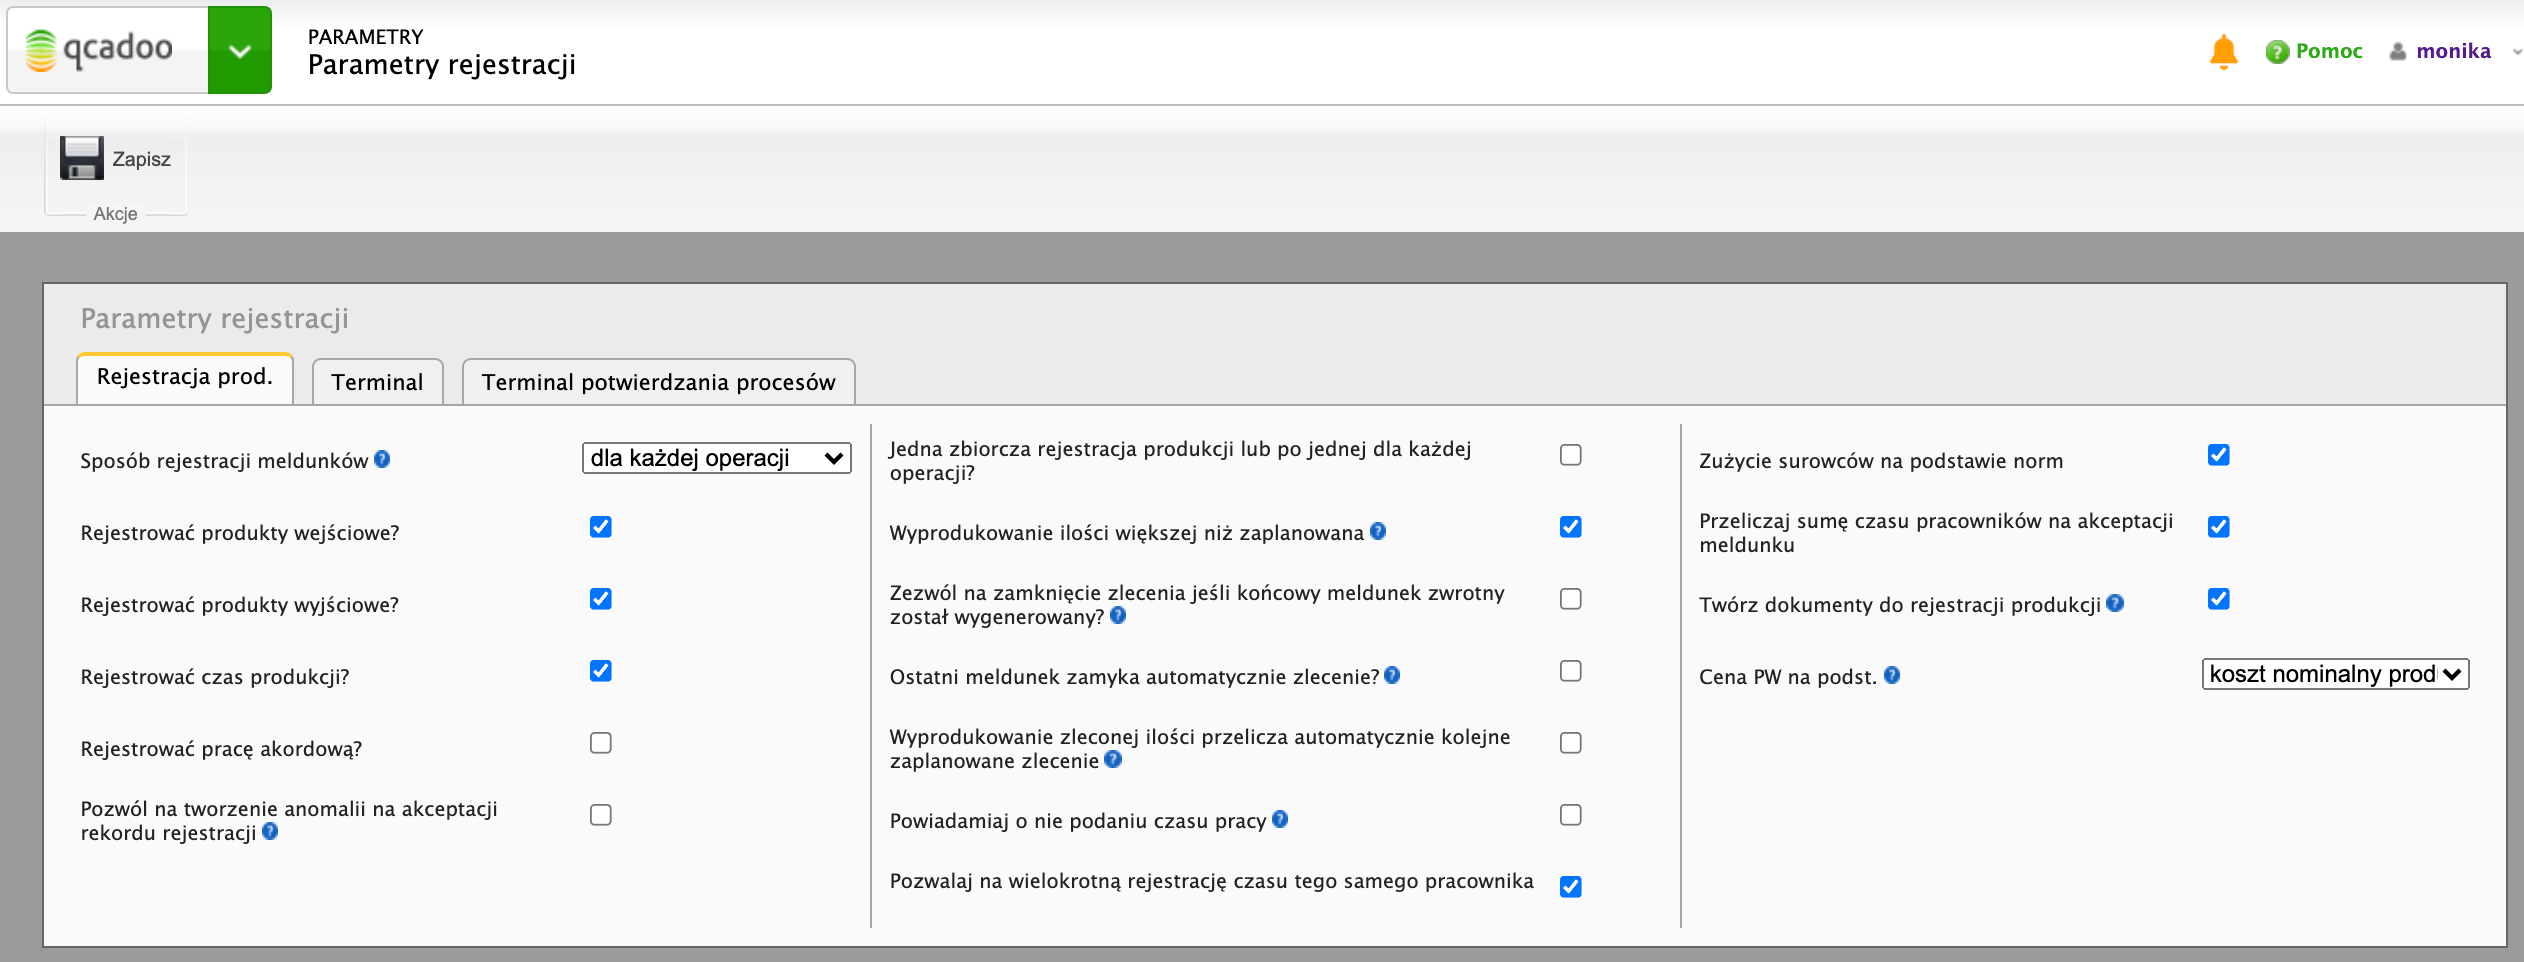 qcadoo
PARAMETRY
Parametry rejestracji
Pomoc
monika
Zapisz
Akcje
Parametry rejestracji
Rejestracja prod.
Terminal
Terminal potwierdzania procesów
Sposób rejestracji meldunków
dla każdej operacji
Rejestrować produkty wejściowe?
Rejestrować produkty wyjściowe?
Rejestrować czas produkcji?
Rejestrować pracę akordową?
Pozwól na tworzenie anomalii na akceptacji
rekordu rejestracji
Jedna zbiorcza rejestracja produkcji lub po jednej dla każdej
operacji?
Wyprodukowanie ilości większej niż zaplanowana
Zezwól na zamknięcie zlecenia jeśli końcowy meldunek zwrotny
został wygenerowany?
Ostatni meldunek zamyka automatycznie zlecenie?
Wyprodukowanie zleconej ilości przelicza automatycznie kolejne
zaplanowane zlecenie
Powiadamiaj o nie podaniu czasu pracy
Pozwalaj na wielokrotną rejestrację czasu tego samego pracownika
Zużycie surowców na podstawie norm
Przeliczaj sumę czasu pracowników na akceptacji
meldunku
Twórz dokumenty do rejestracji produkcji
Cena PW na podst.
koszt nominalny prod